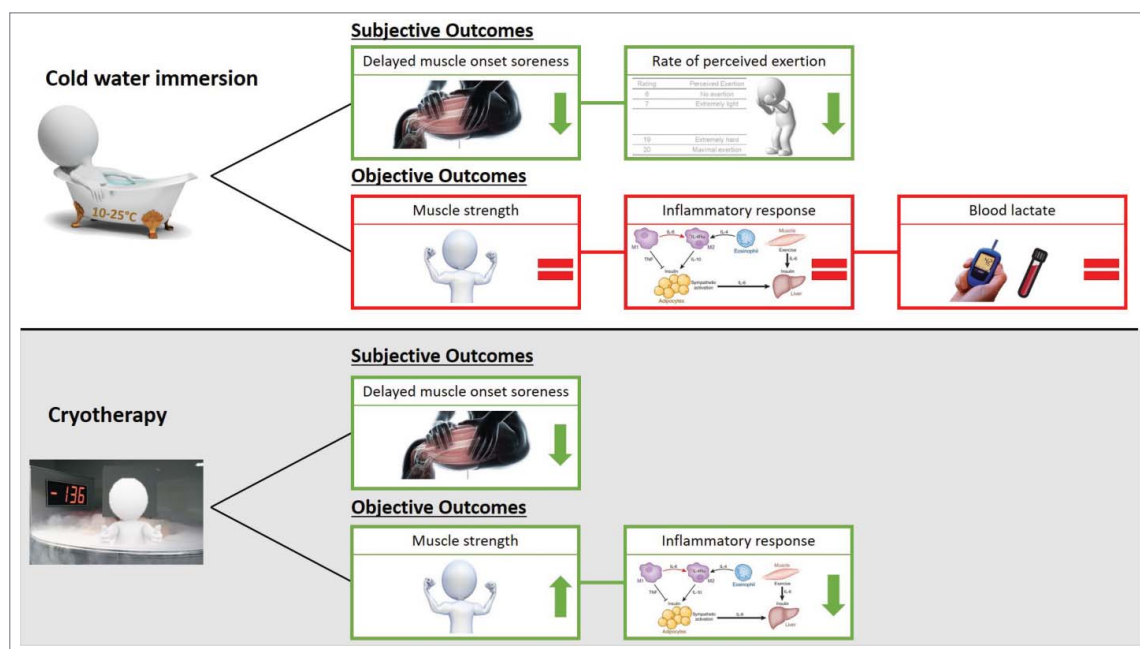 Subjective Outcomes
Cold water immersion
Delayed muscle onset soreness
Rate of perceived exertion
Rating Perceived Exertion
6 No exertion
7 Extremely light
19 Extremely hard
20 Maximal exertion
10-25°C
Objective Outcomes
Muscle strength
Inflammatory response
IL-6
IL-4
M1
M2
Eosinophil
TNF
IL-10
Muscle
Exercise
IL-6
Insulin
Insulin
Sympathetic
activation
IL-6
Adipocytes
Liver
Blood lactate
Subjective Outcomes
Cryotherapy
Delayed muscle onset soreness
-136
Objective Outcomes
Muscle strength
Inflammatory response
IL-6
IL-4
M1
M2
Eosinophil
TNF
IL-10
Muscle
Exercise
IL-6
Insulin
Insulin
Sympathetic
activation
IL-6
Adipocytes
Liver